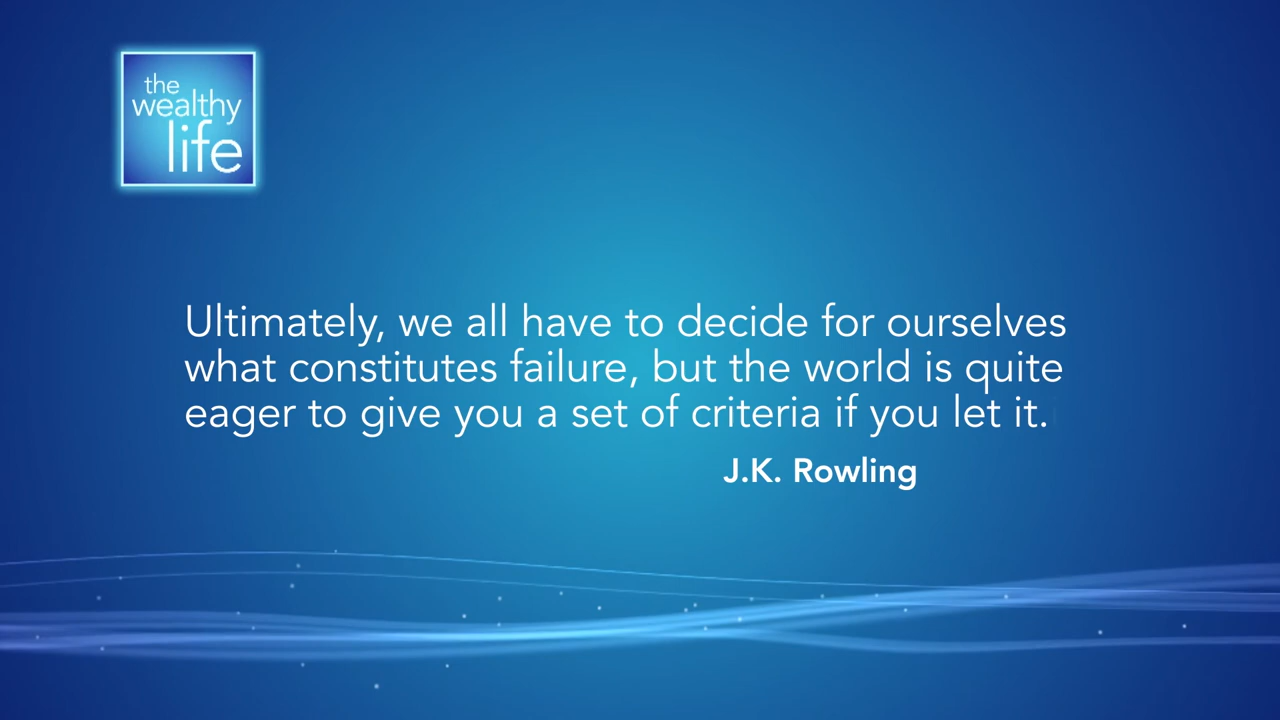 the
wealthy
life
Ultimately, we all have to decide for ourselves
what constitutes failure, but the world is quite
eager to give you a set of criteria if you let it.
J.K. Rowling